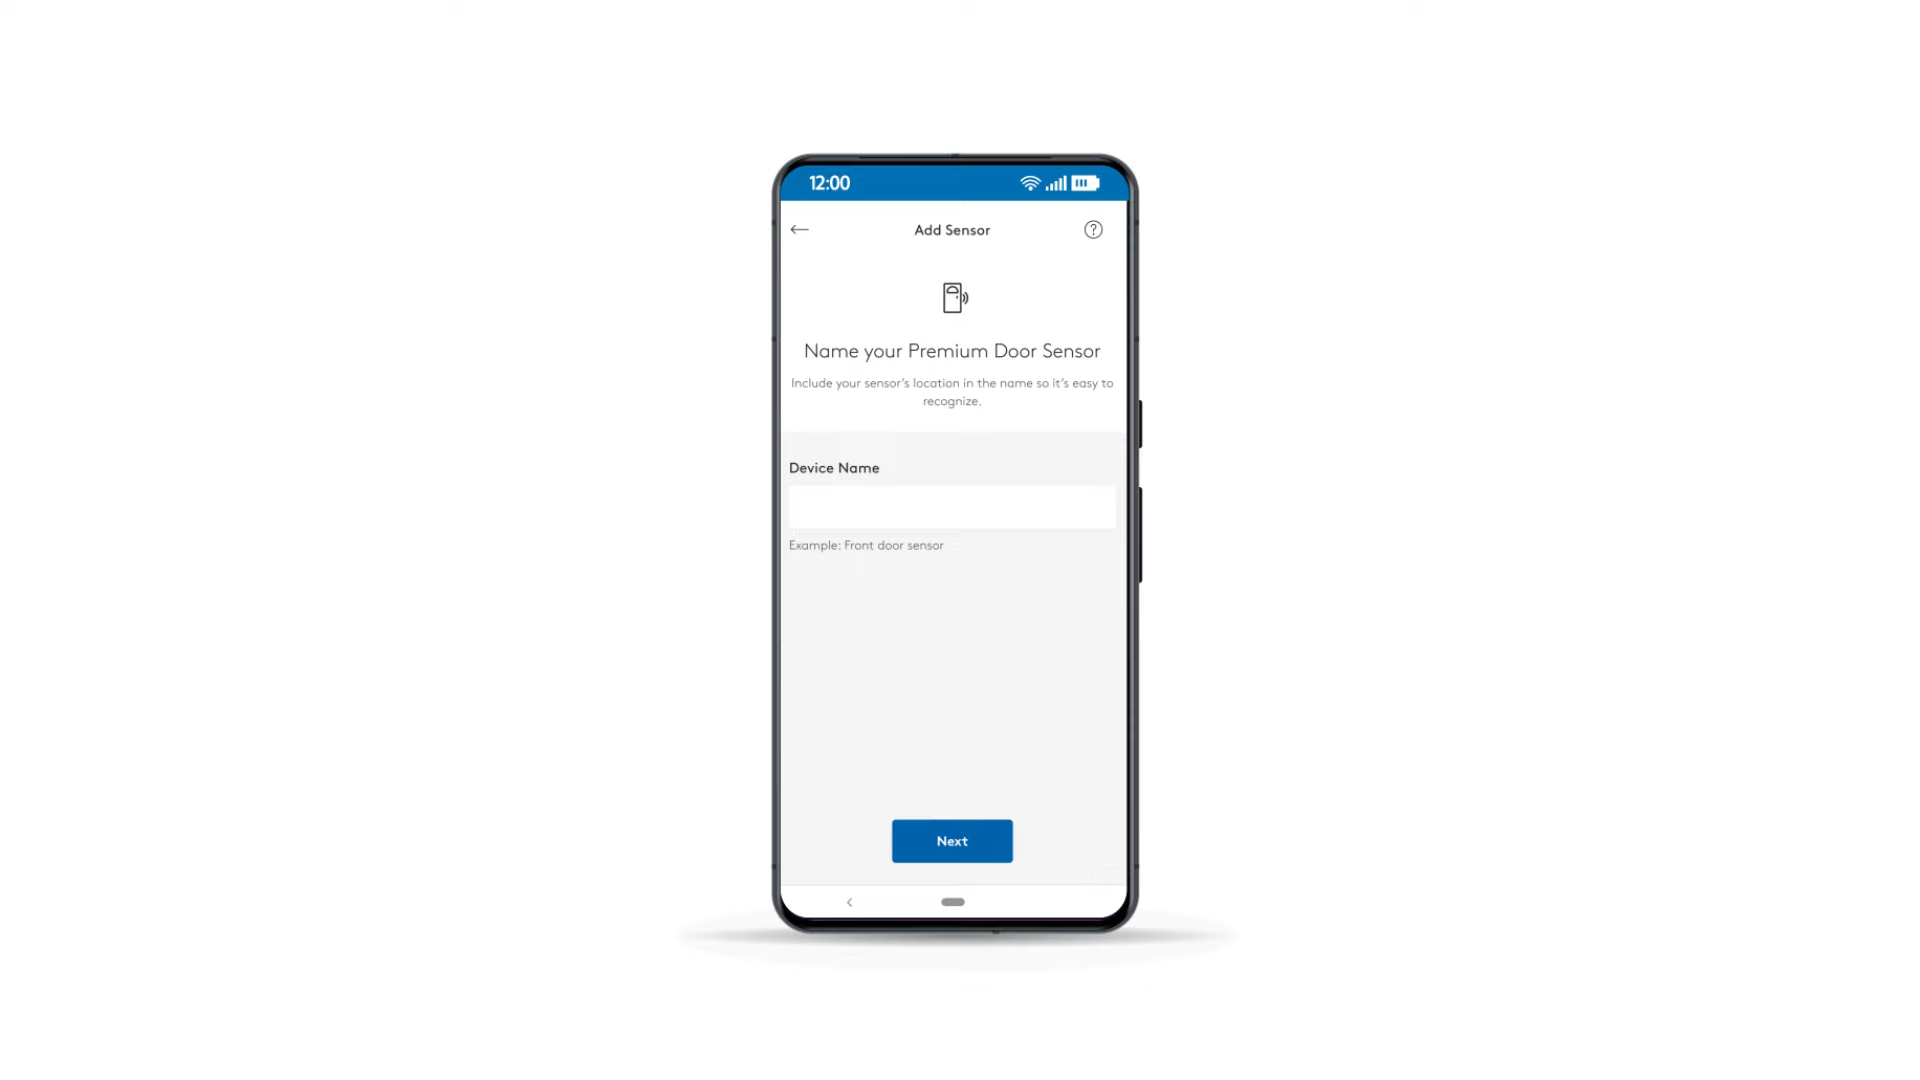 12:00
Add Sensor
?
Name your Premium Door Sensor
Include your sensor’s location in the name so it’s easy to
recognize.
Device Name
Example: Front door sensor
Next